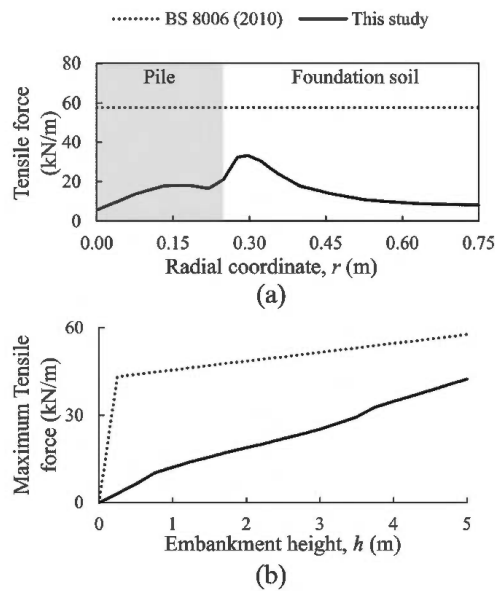 BS 8006 (2010) This study
Pile Foundation soil
Tensile force
(kN/m)
80
60
40
20
0
0.00 0.15 0.30 0.45 0.60 0.75
Radial coordinate, r (m)
(a)
Maximum Tensile
force (kN/m)
60
30
0
0 1 2 3 4 5
Embankment height, h (m)
(b)